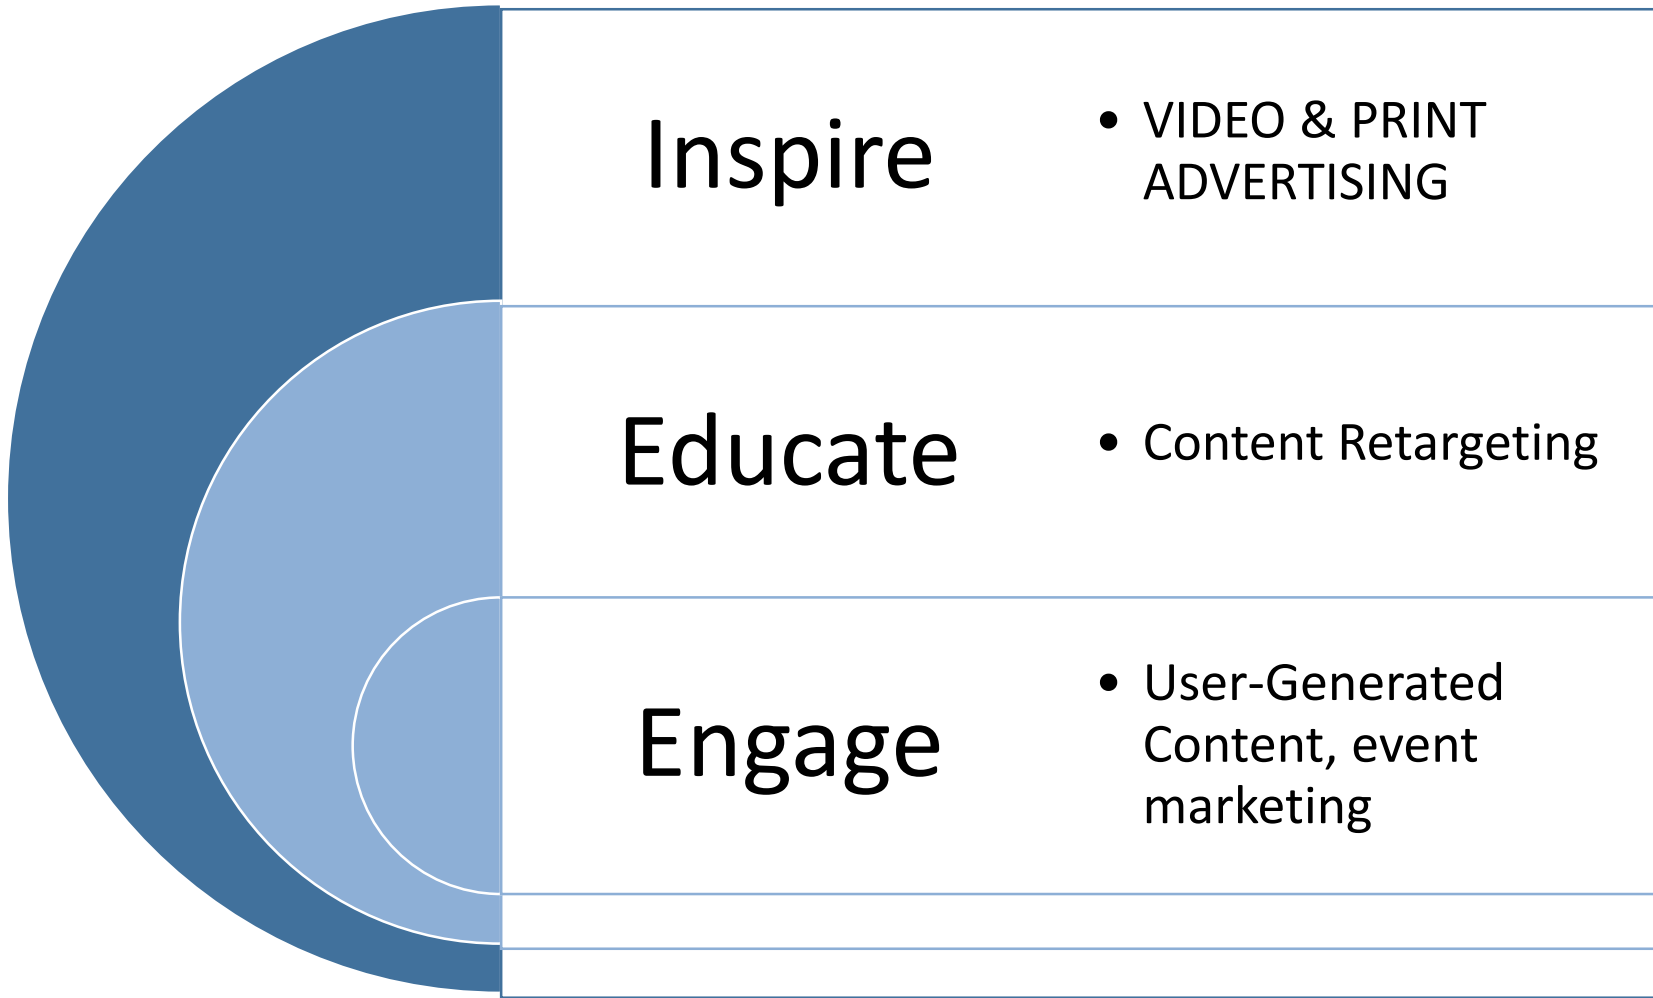 Inspire
• VIDEO & PRINT
ADVERTISING
Educate
• Content Retargeting
Engage
• User-Generated
Content, event
marketing